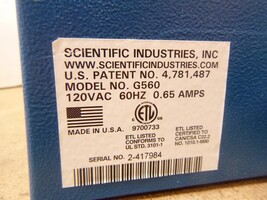 SCIENTIFIC INDUSTRIES, INC
WWW.SCIENTIFICINDUSTRIES.COM
U.S. PATENT NO. 4,781,487
MODEL NO. G560
120VAC 60HZ 0.65 AMPS
ETL
MADE IN U.S.A. 9700733
ETL LISTED
CONFORMS TO
UL STD. 3101-1
ETL LISTED
CERTIFIED TO
CAN/CSA C22.2
NO. 1010.1-M90
SERIAL NO. 2-417984